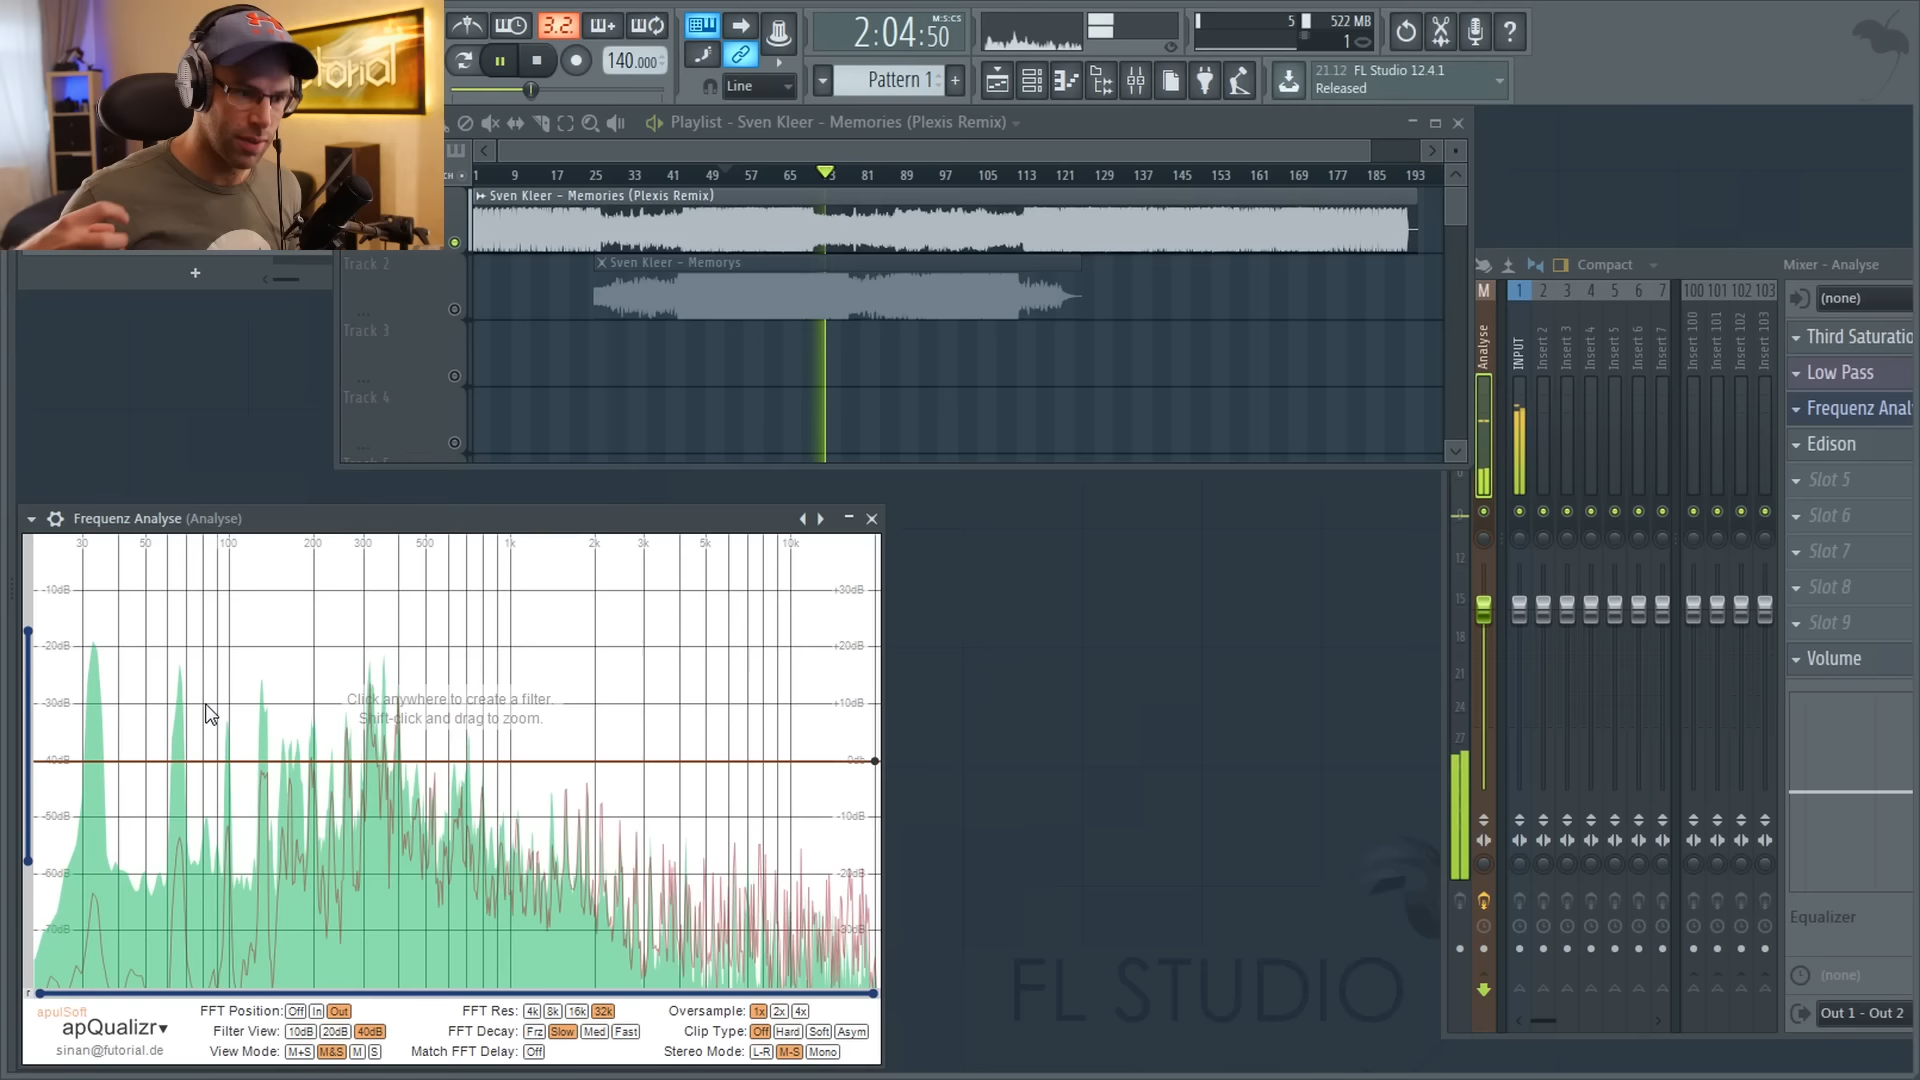 3.2.
140.000
Line
2:04:50
M:S:CS
Pattern 1
5
522 MB
1
21.12 FL Studio 12.4.1
Released
Playlist - Sven Kleer - Memories (Plexis Remix)
1 9 17 25 33 41 49 57 65 73 81 89 97 105 113 121 129 137 145 153 161 169 177 185 193
Sven Kleer - Memories (Plexis Remix)
Track 2
Sven Kleer - Memorys
Track 3
Track 4
Compact
Mixer - Analyse
M 1 2 3 4 5 6 7 100 101 102 103
Analyse
INPUT
Insert 2
Insert 3
Insert 4
Insert 5
Insert 6
Insert 7
Insert 100
Insert 101
Insert 102
Insert 103
(none)
Third Saturatio
Low Pass
Frequenz Anal
Edison
Slot 5
Slot 6
Slot 7
Slot 8
Slot 9
Volume
Equalizer
(none)
Out 1 - Out 2
9
12
15
18
21
24
27
Frequenz Analyse (Analyse)
30 50 100 200 300 500 1k 2k 3k 5k 10k
-10dB +30dB
-20dB +20dB
-30dB +10dB
-40dB 0db
-50dB -10dB
-60dB -20dB
-70dB -30dB
Click anywhere to create a filter.
Shift-click and drag to zoom.
apulSoft
apQualizr
sinan@futorial.de
FFT Position: Off In Out
Filter View: 10dB 20dB 40dB
View Mode: M+S M&S M S
FFT Res: 4k 8k 16k 32k
FFT Decay: Frz Slow Med Fast
Match FFT Delay: Off
Oversample: 1x 2x 4x
Clip Type: Off Hard Soft Asym
Stereo Mode: L-R M-S Mono
FL STUDIO